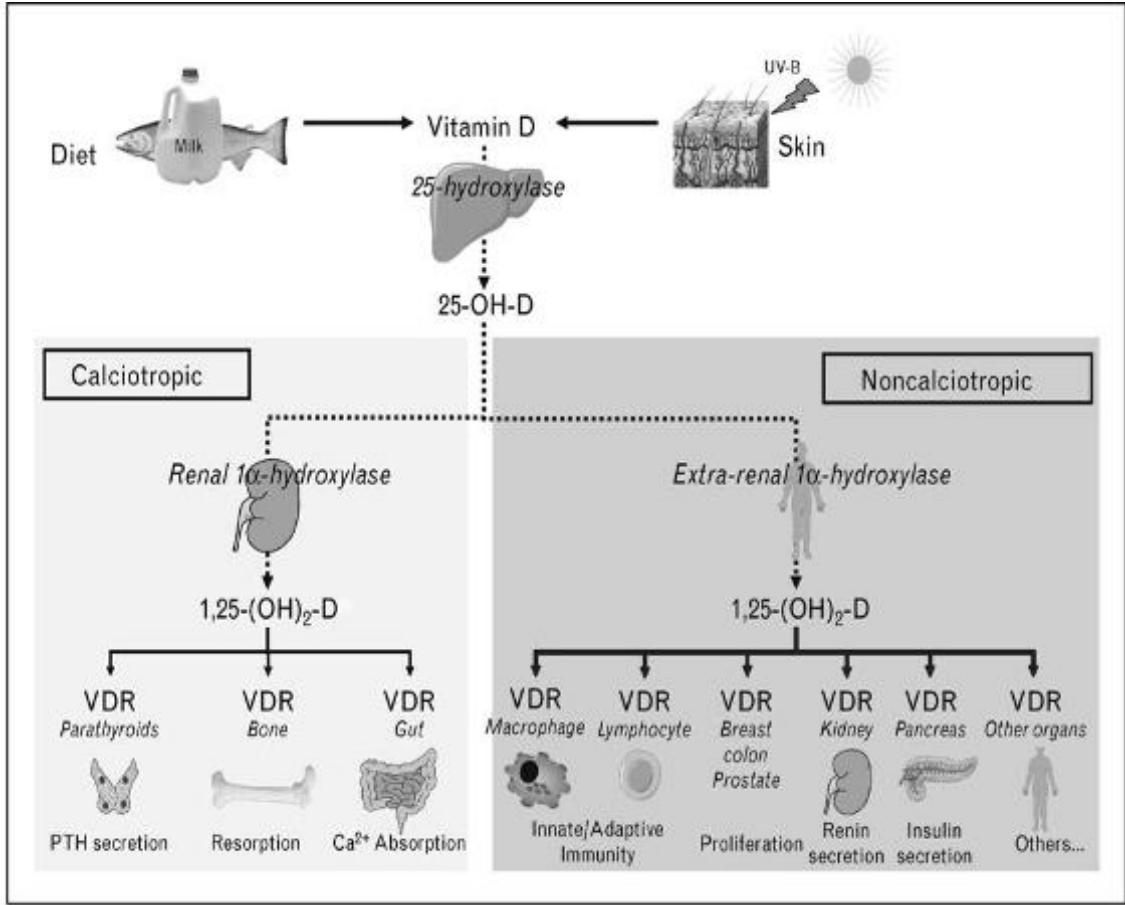 UV-B
Milk
Diet
Vitamin D
Skin
25-hydroxylase
25-OH-D
Calciotropic
Noncalciotropic
Renal 1α-hydroxylase
Extra-renal 1α-hydroxylase
1,25-(OH)₂-D
1,25-(OH)₂-D
VDR
Parathyroids
PTH secretion
VDR
Bone
Resorption
VDR
Gut
Ca²⁺ Absorption
VDR
Macrophage
VDR
Lymphocyte
Innate/Adaptive
Immunity
VDR
Breast
colon
Prostate
Proliferation
VDR
Kidney
Renin
secretion
VDR
Pancreas
Insulin
secretion
VDR
Other organs
Others...